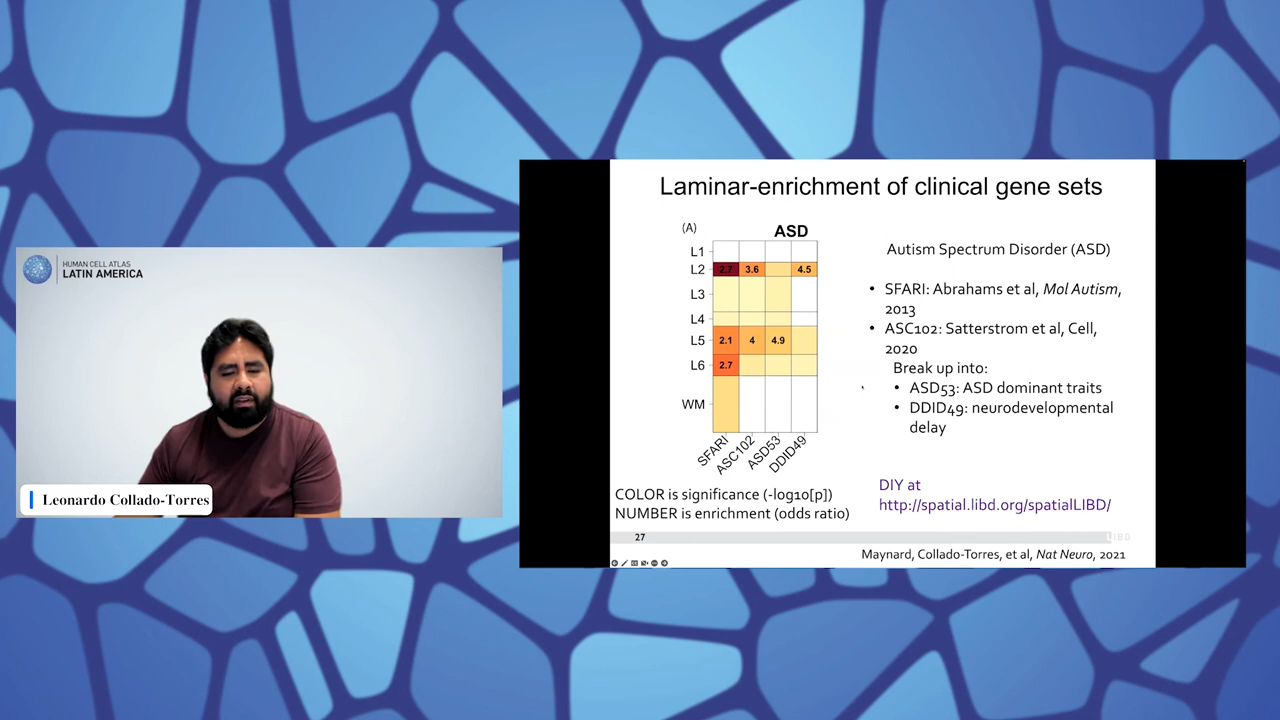 HUMAN CELL ATLAS
LATIN AMERICA
Leonardo Collado-Torres
Laminar-enrichment of clinical gene sets
(A)
ASD
L1
L2
2.7
3.6
4.5
L3
L4
L5
2.1
4
4.9
L6
2.7
WM
SFARI
ASC102
ASD53
DDID49
COLOR is significance (-log10[p])
NUMBER is enrichment (odds ratio)
Autism Spectrum Disorder (ASD)
• SFARI: Abrahams et al, Mol Autism,
2013
• ASC102: Satterstrom et al, Cell,
2020
Break up into:
• ASD53: ASD dominant traits
• DDID49: neurodevelopmental
delay
DIY at
http://spatial.libd.org/spatialLIBD/
27
LIBD
Maynard, Collado-Torres, et al, Nat Neuro, 2021